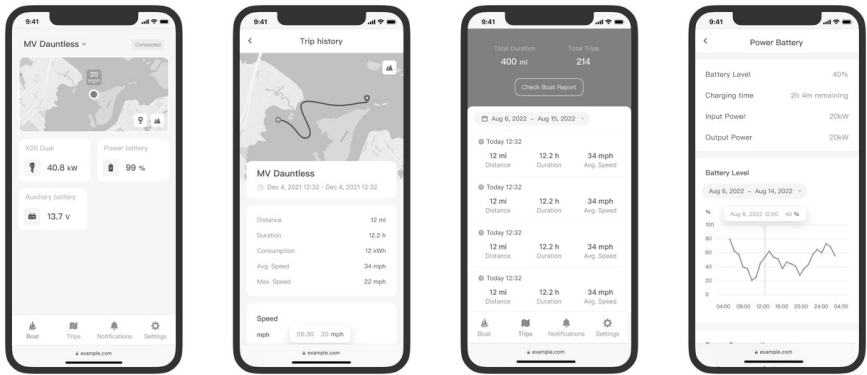 9:41
MV Dauntless
Connected
20
mph
X20 Dual
Power battery
40.8 kW
99 %
Auxiliary battery
13.7 V
Boat
Trips
Notifications
Settings
example.com
9:41
Trip history
MV Dauntless
Dec 4, 2021 12:32 - Dec 4, 2021 12:32
Distance 12 mi
Duration 12.2 h
Consumption 12 kWh
Avg. Speed 34 mph
Max. Speed 22 mph
Speed
mph 06:30 20 mph
example.com
9:41
Total Duration Total Trips
400 mi 214
Check Boat Report
Aug 6, 2022 - Aug 15, 2022
Today 12:32
12 mi 12.2 h 34 mph
Distance Duration Avg. Speed
Today 12:32
12 mi 12.2 h 34 mph
Distance Duration Avg. Speed
Today 12:32
12 mi 12.2 h 34 mph
Distance Duration Avg. Speed
Today 12:32
12 mi 12.2 h 34 mph
Distance Duration Avg. Speed
Boat Trips Notifications Settings
example.com
9:41
Power Battery
Battery Level 40%
Charging time 2h 4m remaining
Input Power 20kW
Output Power 20kW
Battery Level
Aug 6, 2022 - Aug 14, 2022
% Aug 6, 2022 12:00 40 %
100
80
60
40
20
0
04:00 08:00 12:00 16:00 20:00 24:00 04:00
example.com